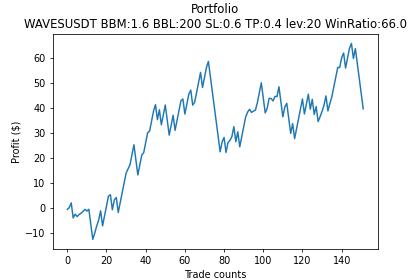 Portfolio
WAVESUSDT BBM:1.6 BBL:200 SL:0.6 TP:0.4 lev:20 WinRatio:66.0
Profit ($)
60
50
40
30
20
10
0
−10
0 20 40 60 80 100 120 140
Trade counts